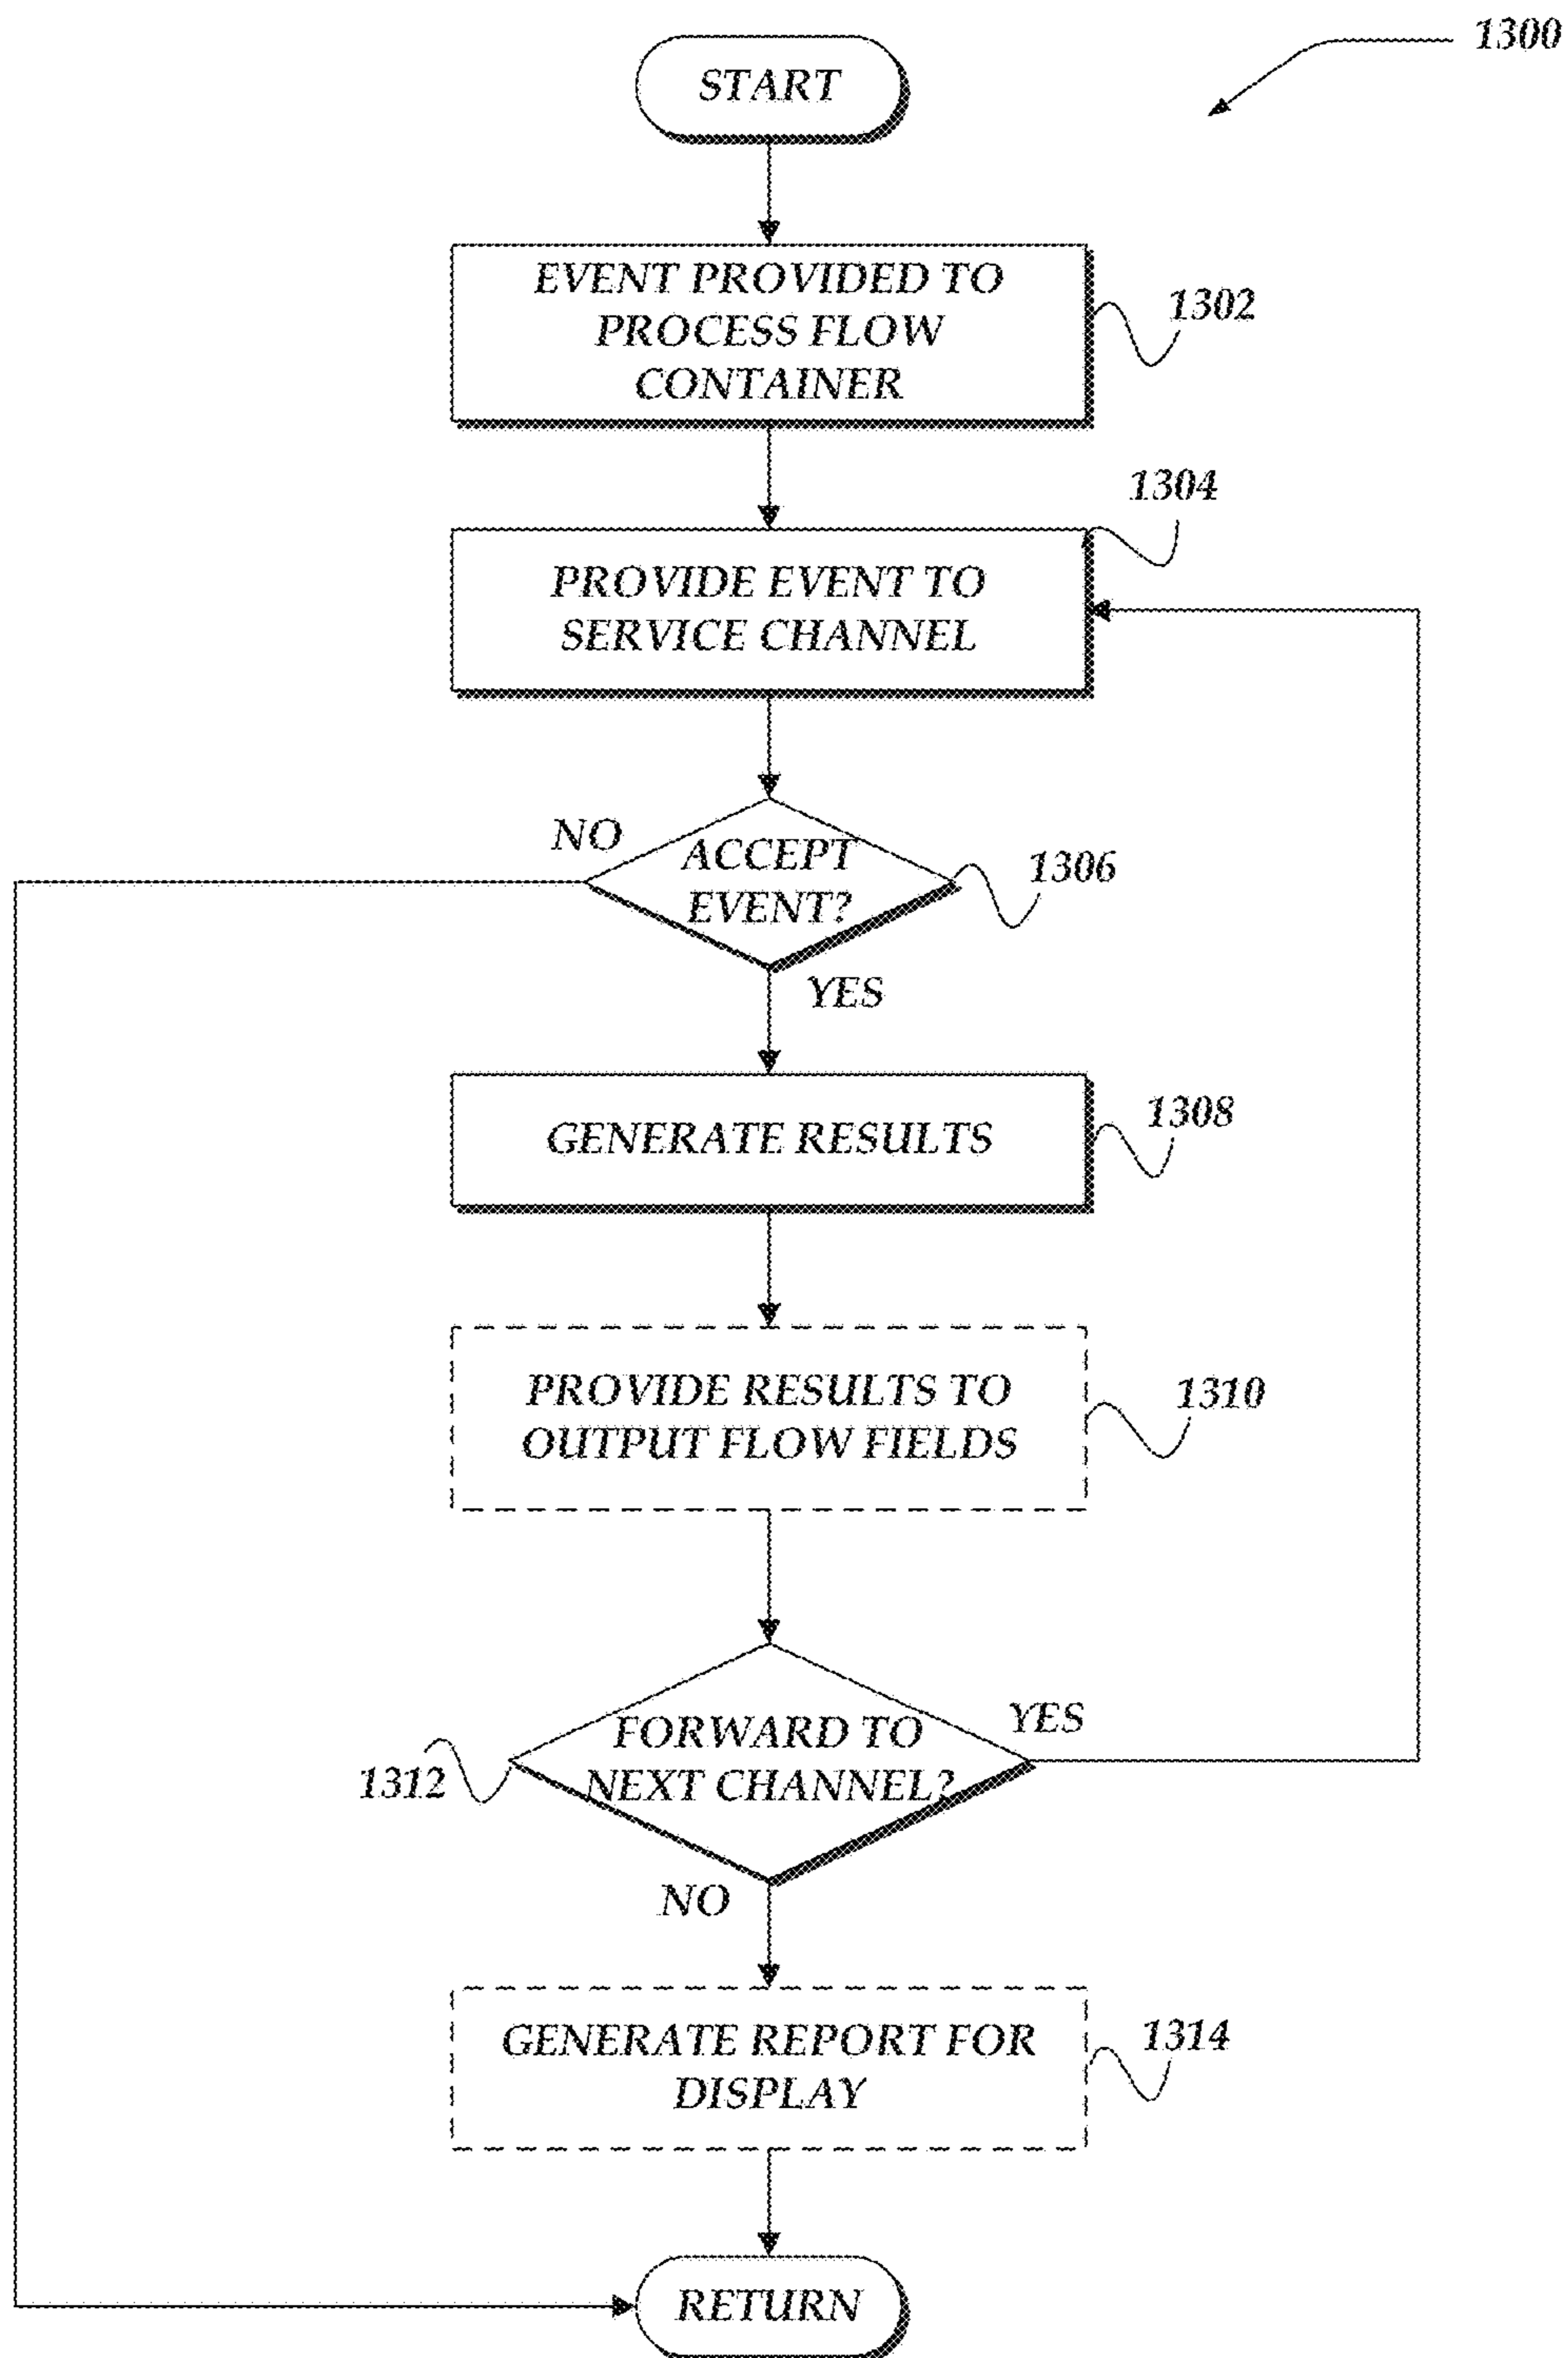 1300
START
EVENT PROVIDED TO
PROCESS FLOW
CONTAINER
1302
1304
PROVIDE EVENT TO
SERVICE CHANNEL
NO
ACCEPT
EVENT?
1306
YES
GENERATE RESULTS
1308
PROVIDE RESULTS TO
OUTPUT FLOW FIELDS
1310
FORWARD TO
NEXT CHANNEL?
YES
1312
NO
GENERATE REPORT FOR
DISPLAY
1314
RETURN